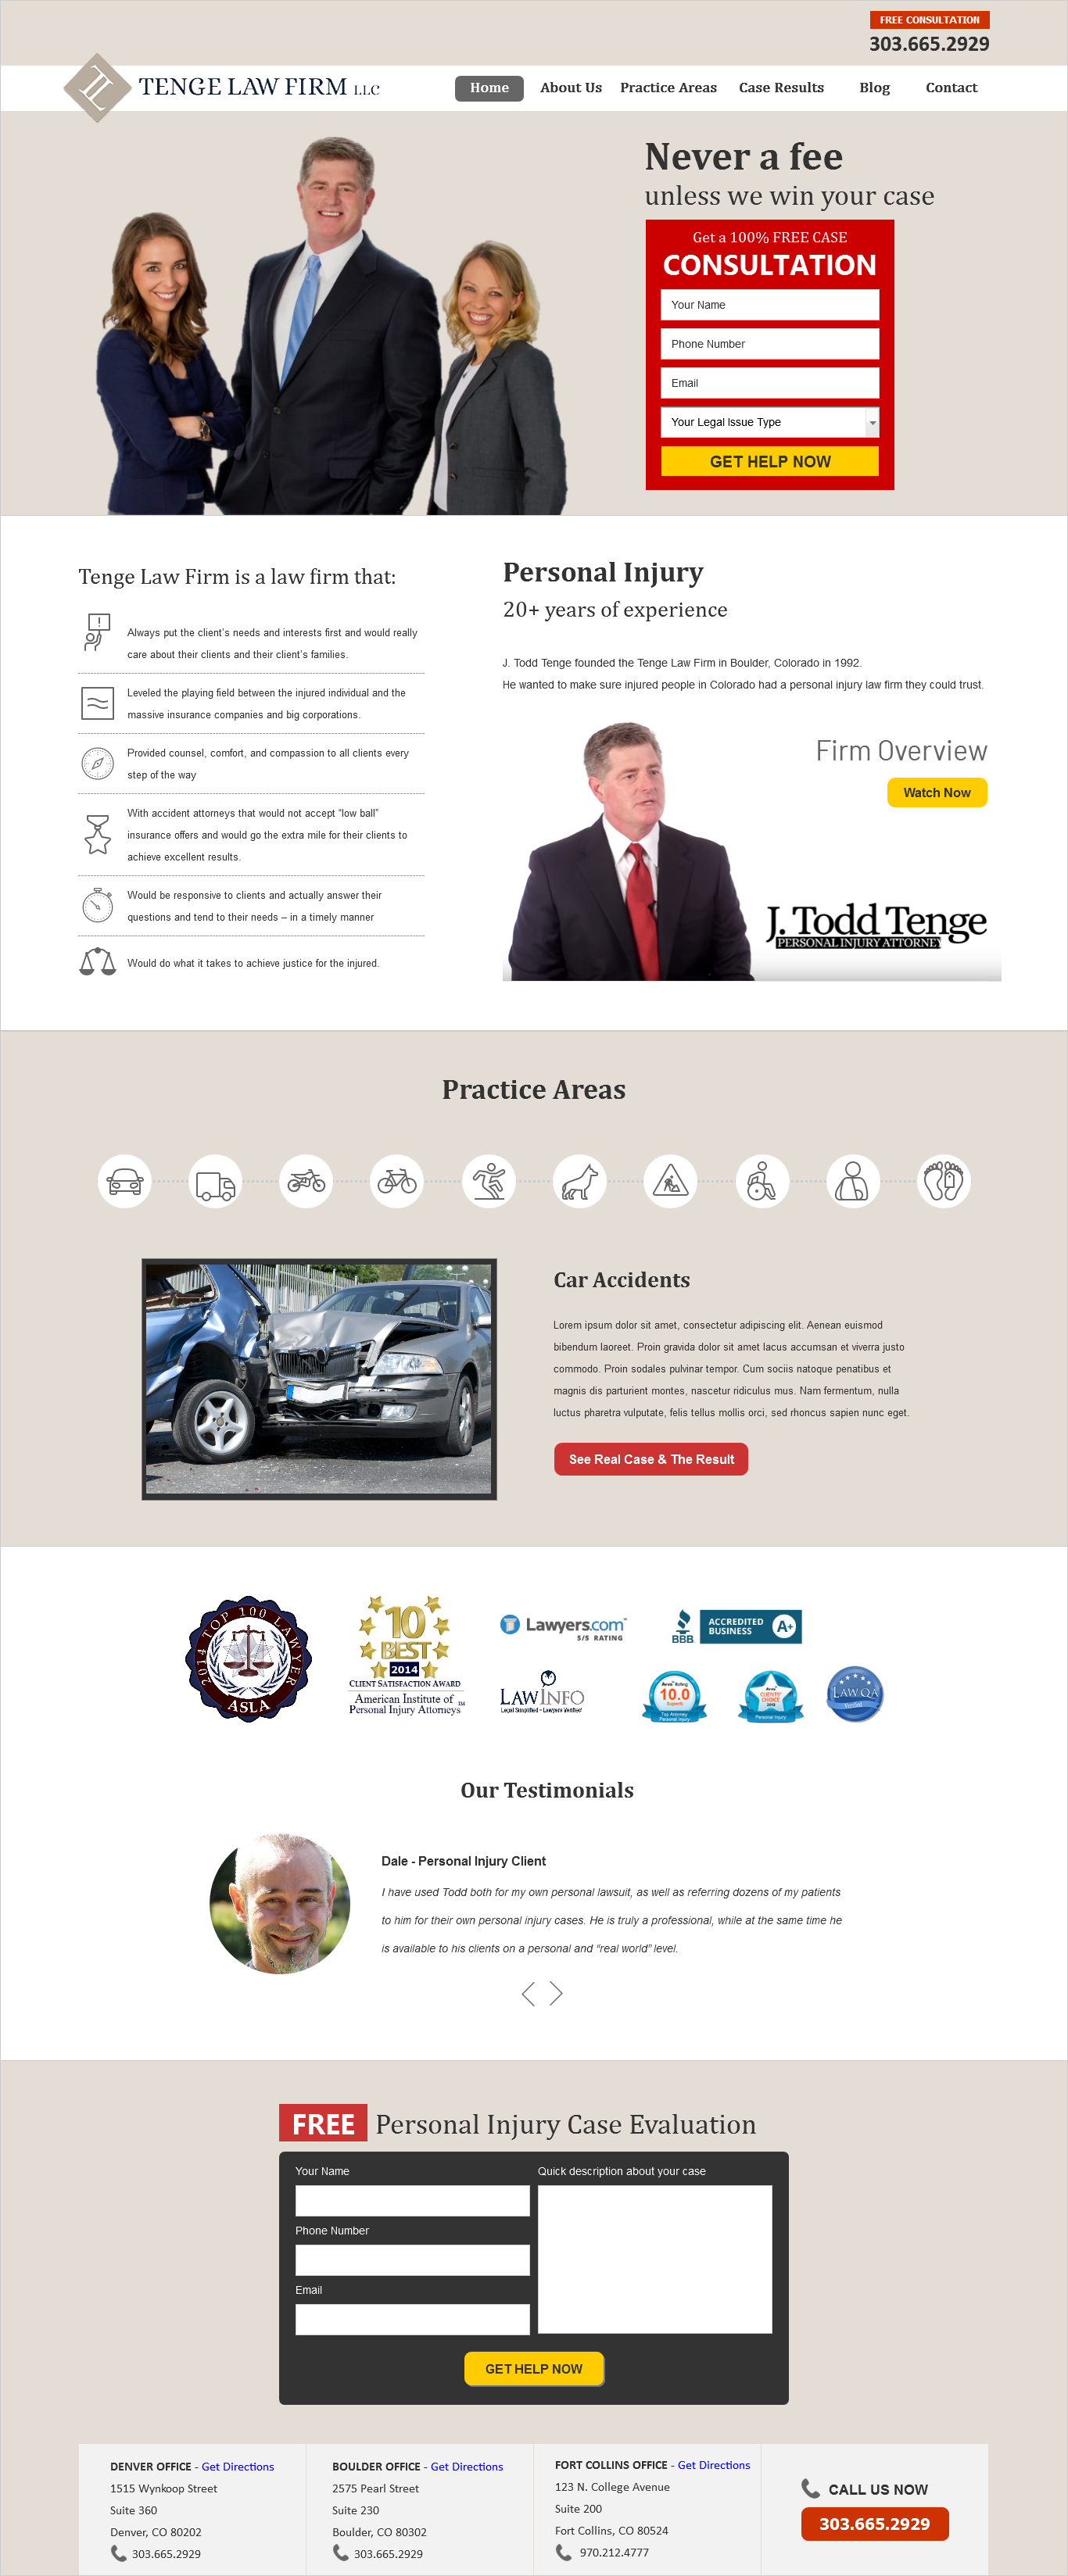 FREE CONSULTATION
303.665.2929
TENGE LAW FIRM LLC
Home
About Us
Practice Areas
Case Results
Blog
Contact
Never a fee
unless we win your case
Get a 100% FREE CASE
CONSULTATION
Your Name
Phone Number
Email
Your Legal Issue Type
GET HELP NOW
Tenge Law Firm is a law firm that:
Always put the client's needs and interests first and would really
care about their clients and their client's families.
Leveled the playing field between the injured individual and the
massive insurance companies and big corporations.
Provided counsel, comfort, and compassion to all clients every
step of the way
With accident attorneys that would not accept “low ball”
insurance offers and would go the extra mile for their clients to
achieve excellent results.
Would be responsive to clients and actually answer their
questions and tend to their needs – in a timely manner
Would do what it takes to achieve justice for the injured.
Personal Injury
20+ years of experience
J. Todd Tenge founded the Tenge Law Firm in Boulder, Colorado in 1992.
He wanted to make sure injured people in Colorado had a personal injury law firm they could trust.
Firm Overview
Watch Now
J. Todd Tenge
PERSONAL INJURY ATTORNEY
Practice Areas
Car Accidents
Lorem ipsum dolor sit amet, consectetur adipiscing elit. Aenean euismod
bibendum laoreet. Proin gravida dolor sit amet lacus accumsan et viverra justo
commodo. Proin sodales pulvinar tempor. Cum sociis natoque penatibus et
magnis dis parturient montes, nascetur ridiculus mus. Nam fermentum, nulla
luctus pharetra vulputate, felis tellus mollis orci, sed rhoncus sapien nunc eget.
See Real Case & The Result
2014 TOP 100 LAWYER
ASLA
10
BEST
2014
CLIENT SATISFACTION AWARD
American Institute of
Personal Injury Attorneys
TM
Lawyers.com
5/5 RATING
BBB
ACCREDITED
BUSINESS
A+
LAWINFO
Legal Simplified - Lawyers Verified
Avvo Rating
10.0
Superb
Top Attorney
Personal Injury
Avvo
CLIENTS' CHOICE
Personal Injury
LAW QA
Verified
Our Testimonials
Dale - Personal Injury Client
I have used Todd both for my own personal lawsuit, as well as referring dozens of my patients
to him for their own personal injury cases. He is truly a professional, while at the same time he
is available to his clients on a personal and “real world” level.
FREE Personal Injury Case Evaluation
Your Name
Phone Number
Email
Quick description about your case
GET HELP NOW
DENVER OFFICE - Get Directions
1515 Wynkoop Street
Suite 360
Denver, CO 80202
303.665.2929
BOULDER OFFICE - Get Directions
2575 Pearl Street
Suite 230
Boulder, CO 80302
303.665.2929
FORT COLLINS OFFICE - Get Directions
123 N. College Avenue
Suite 200
Fort Collins, CO 80524
970.212.4777
CALL US NOW
303.665.2929